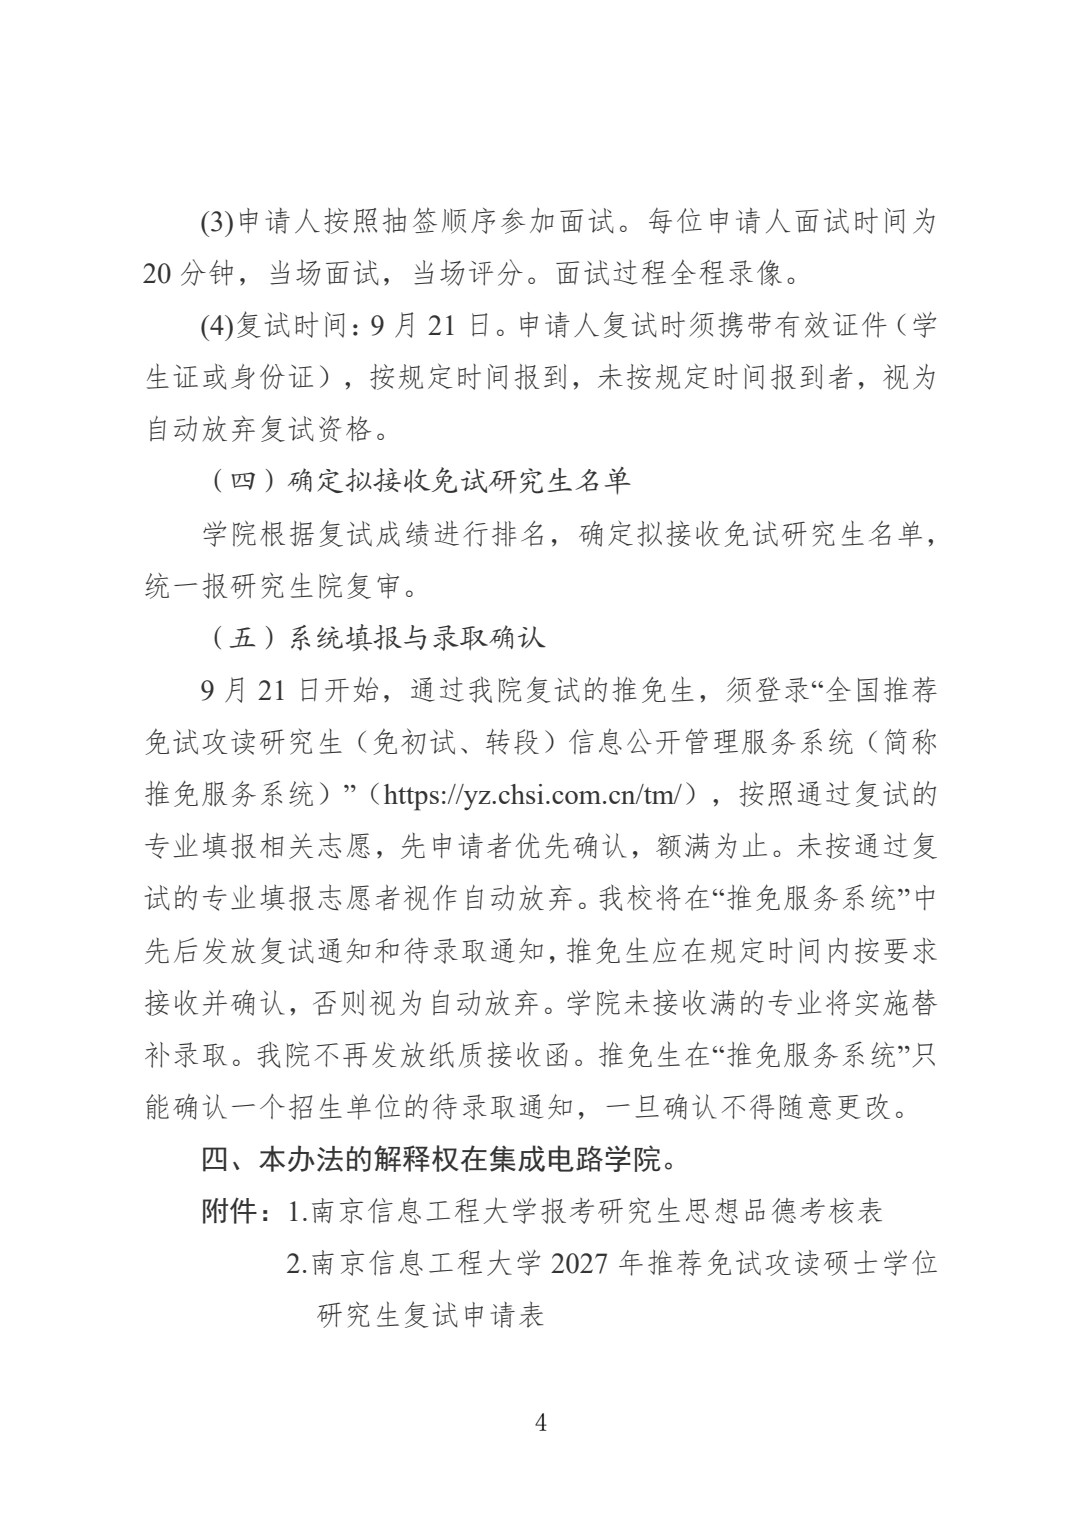 (3)申请人按照抽签顺序参加面试。每位申请人面试时间为
20 分钟，当场面试，当场评分。面试过程全程录像。
(4)复试时间：9 月 21 日。申请人复试时须携带有效证件（学
生证或身份证），按规定时间报到，未按规定时间报到者，视为
自动放弃复试资格。
（四）确定拟接收免试研究生名单
学院根据复试成绩进行排名，确定拟接收免试研究生名单，
统一报研究生院复审。
（五）系统填报与录取确认
9 月 21 日开始，通过我院复试的推免生，须登录“全国推荐
免试攻读研究生（免初试、转段）信息公开管理服务系统（简称
推免服务系统）”（https://yz.chsi.com.cn/tm/），按照通过复试的
专业填报相关志愿，先申请者优先确认，额满为止。未按通过复
试的专业填报志愿者视作自动放弃。我校将在“推免服务系统”中
先后发放复试通知和待录取通知，推免生应在规定时间内按要求
接收并确认，否则视为自动放弃。学院未接收满的专业将实施替
补录取。我院不再发放纸质接收函。推免生在“推免服务系统”只
能确认一个招生单位的待录取通知，一旦确认不得随意更改。
四、本办法的解释权在集成电路学院。
附件：1.南京信息工程大学报考研究生思想品德考核表
2.南京信息工程大学 2027 年推荐免试攻读硕士学位
研究生复试申请表
4